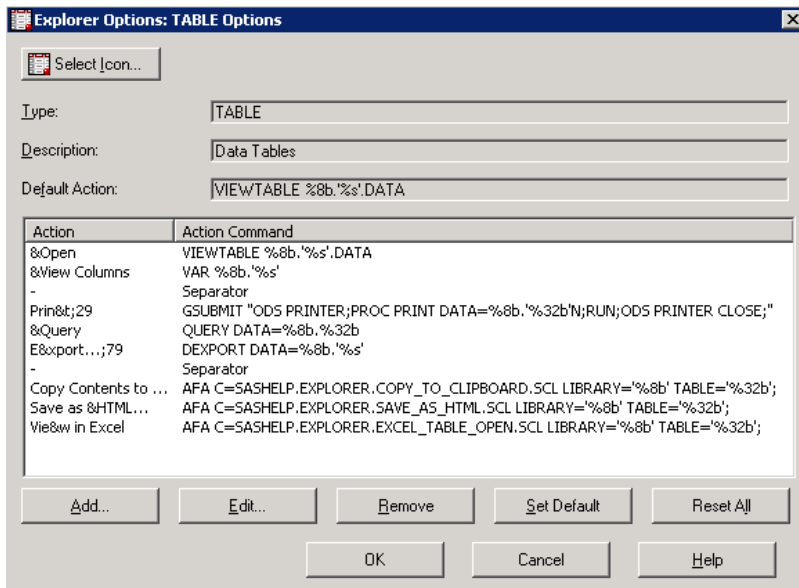 Explorer Options: TABLE Options
Select Icon...
Type: TABLE
Description: Data Tables
Default Action: VIEWTABLE %8b.'%s'.DATA
Action Action Command
&Open VIEWTABLE %8b.'%s'.DATA
&View Columns VAR %8b.'%s'
- Separator
Prin&t;29 GSUBMIT "ODS PRINTER;PROC PRINT DATA=%8b.'%32b'N;RUN;ODS PRINTER CLOSE;"
&Query QUERY DATA=%8b.%32b
E&xport...;79 DEXPORT DATA=%8b.'%s'
- Separator
Copy Contents to ... AFA C=SASHELP.EXPLORER.COPY_TO_CLIPBOARD.SCL LIBRARY='%8b' TABLE='%32b';
Save as &HTML... AFA C=SASHELP.EXPLORER.SAVE_AS_HTML.SCL LIBRARY='%8b' TABLE='%32b';
Vie&w in Excel AFA C=SASHELP.EXPLORER.EXCEL_TABLE_OPEN.SCL LIBRARY='%8b' TABLE='%32b';
Add... Edit... Remove Set Default Reset All
OK Cancel Help